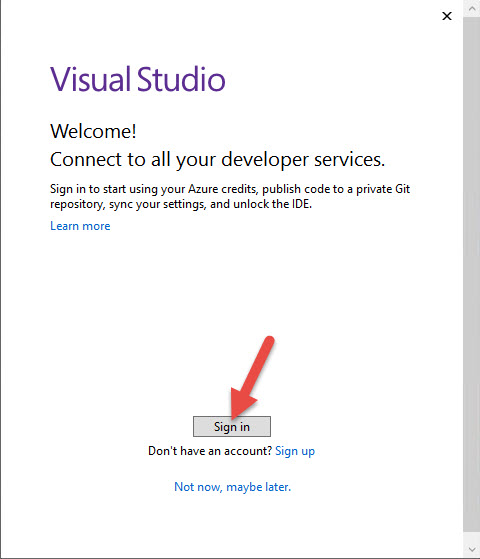 Visual Studio
Welcome!
Connect to all your developer services.
Sign in to start using your Azure credits, publish code to a private Git
repository, sync your settings, and unlock the IDE.
Learn more
Sign in
Don't have an account? Sign up
Not now, maybe later.